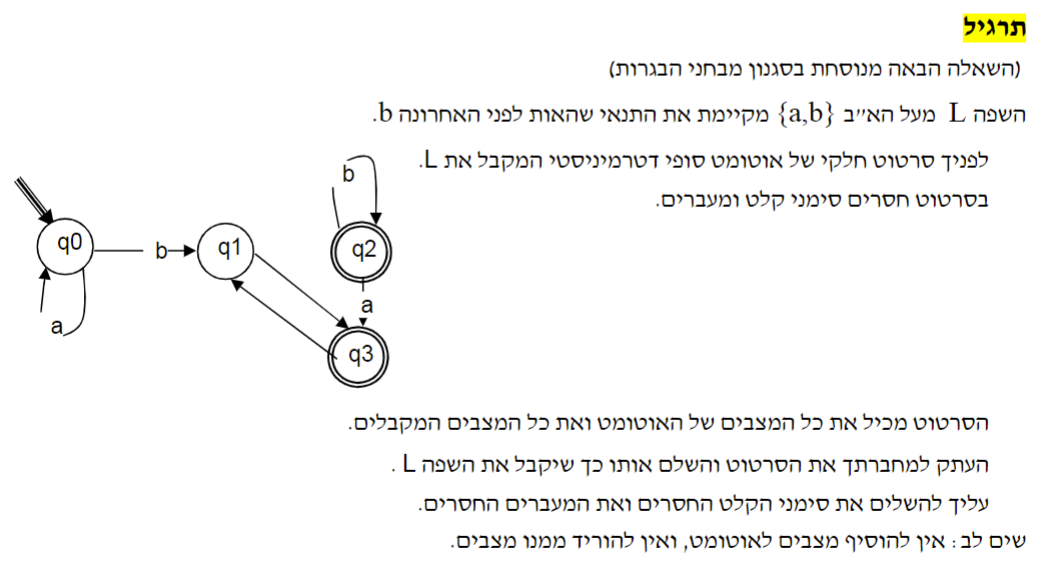 תרגיל
(השאלה הבאה מנוסחת בסגנון מבחני הבגרות)
השפה L מעל הא״ב {a,b} מקיימת את התנאי שהאות לפני האחרונה b.
לפניך סרטוט חלקי של אוטומט סופי דטרמיניסטי המקבל את L.
בסרטוט חסרים סימני קלט ומעברים.
b
q0
b
q1
q2
a
a
q3
הסרטוט מכיל את כל המצבים של האוטומט ואת כל המצבים המקבלים.
העתק למחברתך את הסרטוט והשלם אותו כך שיקבל את השפה L .
עליך להשלים את סימני הקלט החסרים ואת המעברים החסרים.
שים לב : אין להוסיף מצבים לאוטומט, ואין להוריד ממנו מצבים.